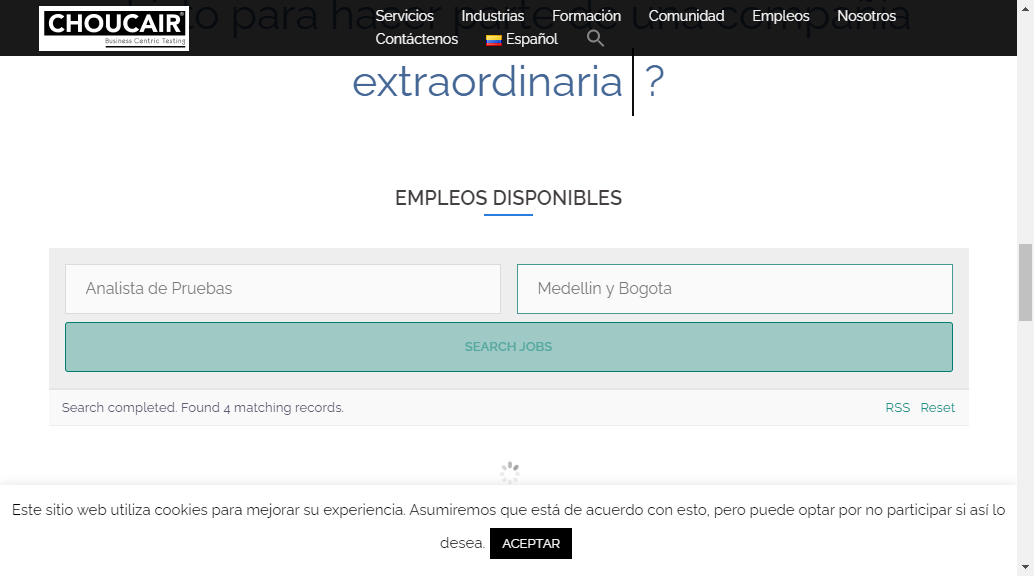 CHOUCAIR
Business Centric Testing
Servicios Industrias Formación Comunidad Empleos Nosotros
Contáctenos Español
para hacer parte de una compañía
extraordinaria ?
EMPLEOS DISPONIBLES
Analista de Pruebas Medellin y Bogota
SEARCH JOBS
Search completed. Found 4 matching records. RSS Reset
Este sitio web utiliza cookies para mejorar su experiencia. Asumiremos que está de acuerdo con esto, pero puede optar por no participar si así lo
desea. ACEPTAR